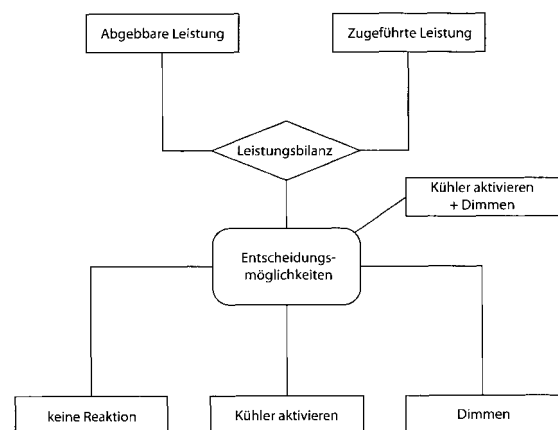 Abgebbare Leistung
Zugeführte Leistung
Leistungsbilanz
Kühler aktivieren
+ Dimmen
Entscheidungs-
möglichkeiten
keine Reaktion
Kühler aktivieren
Dimmen